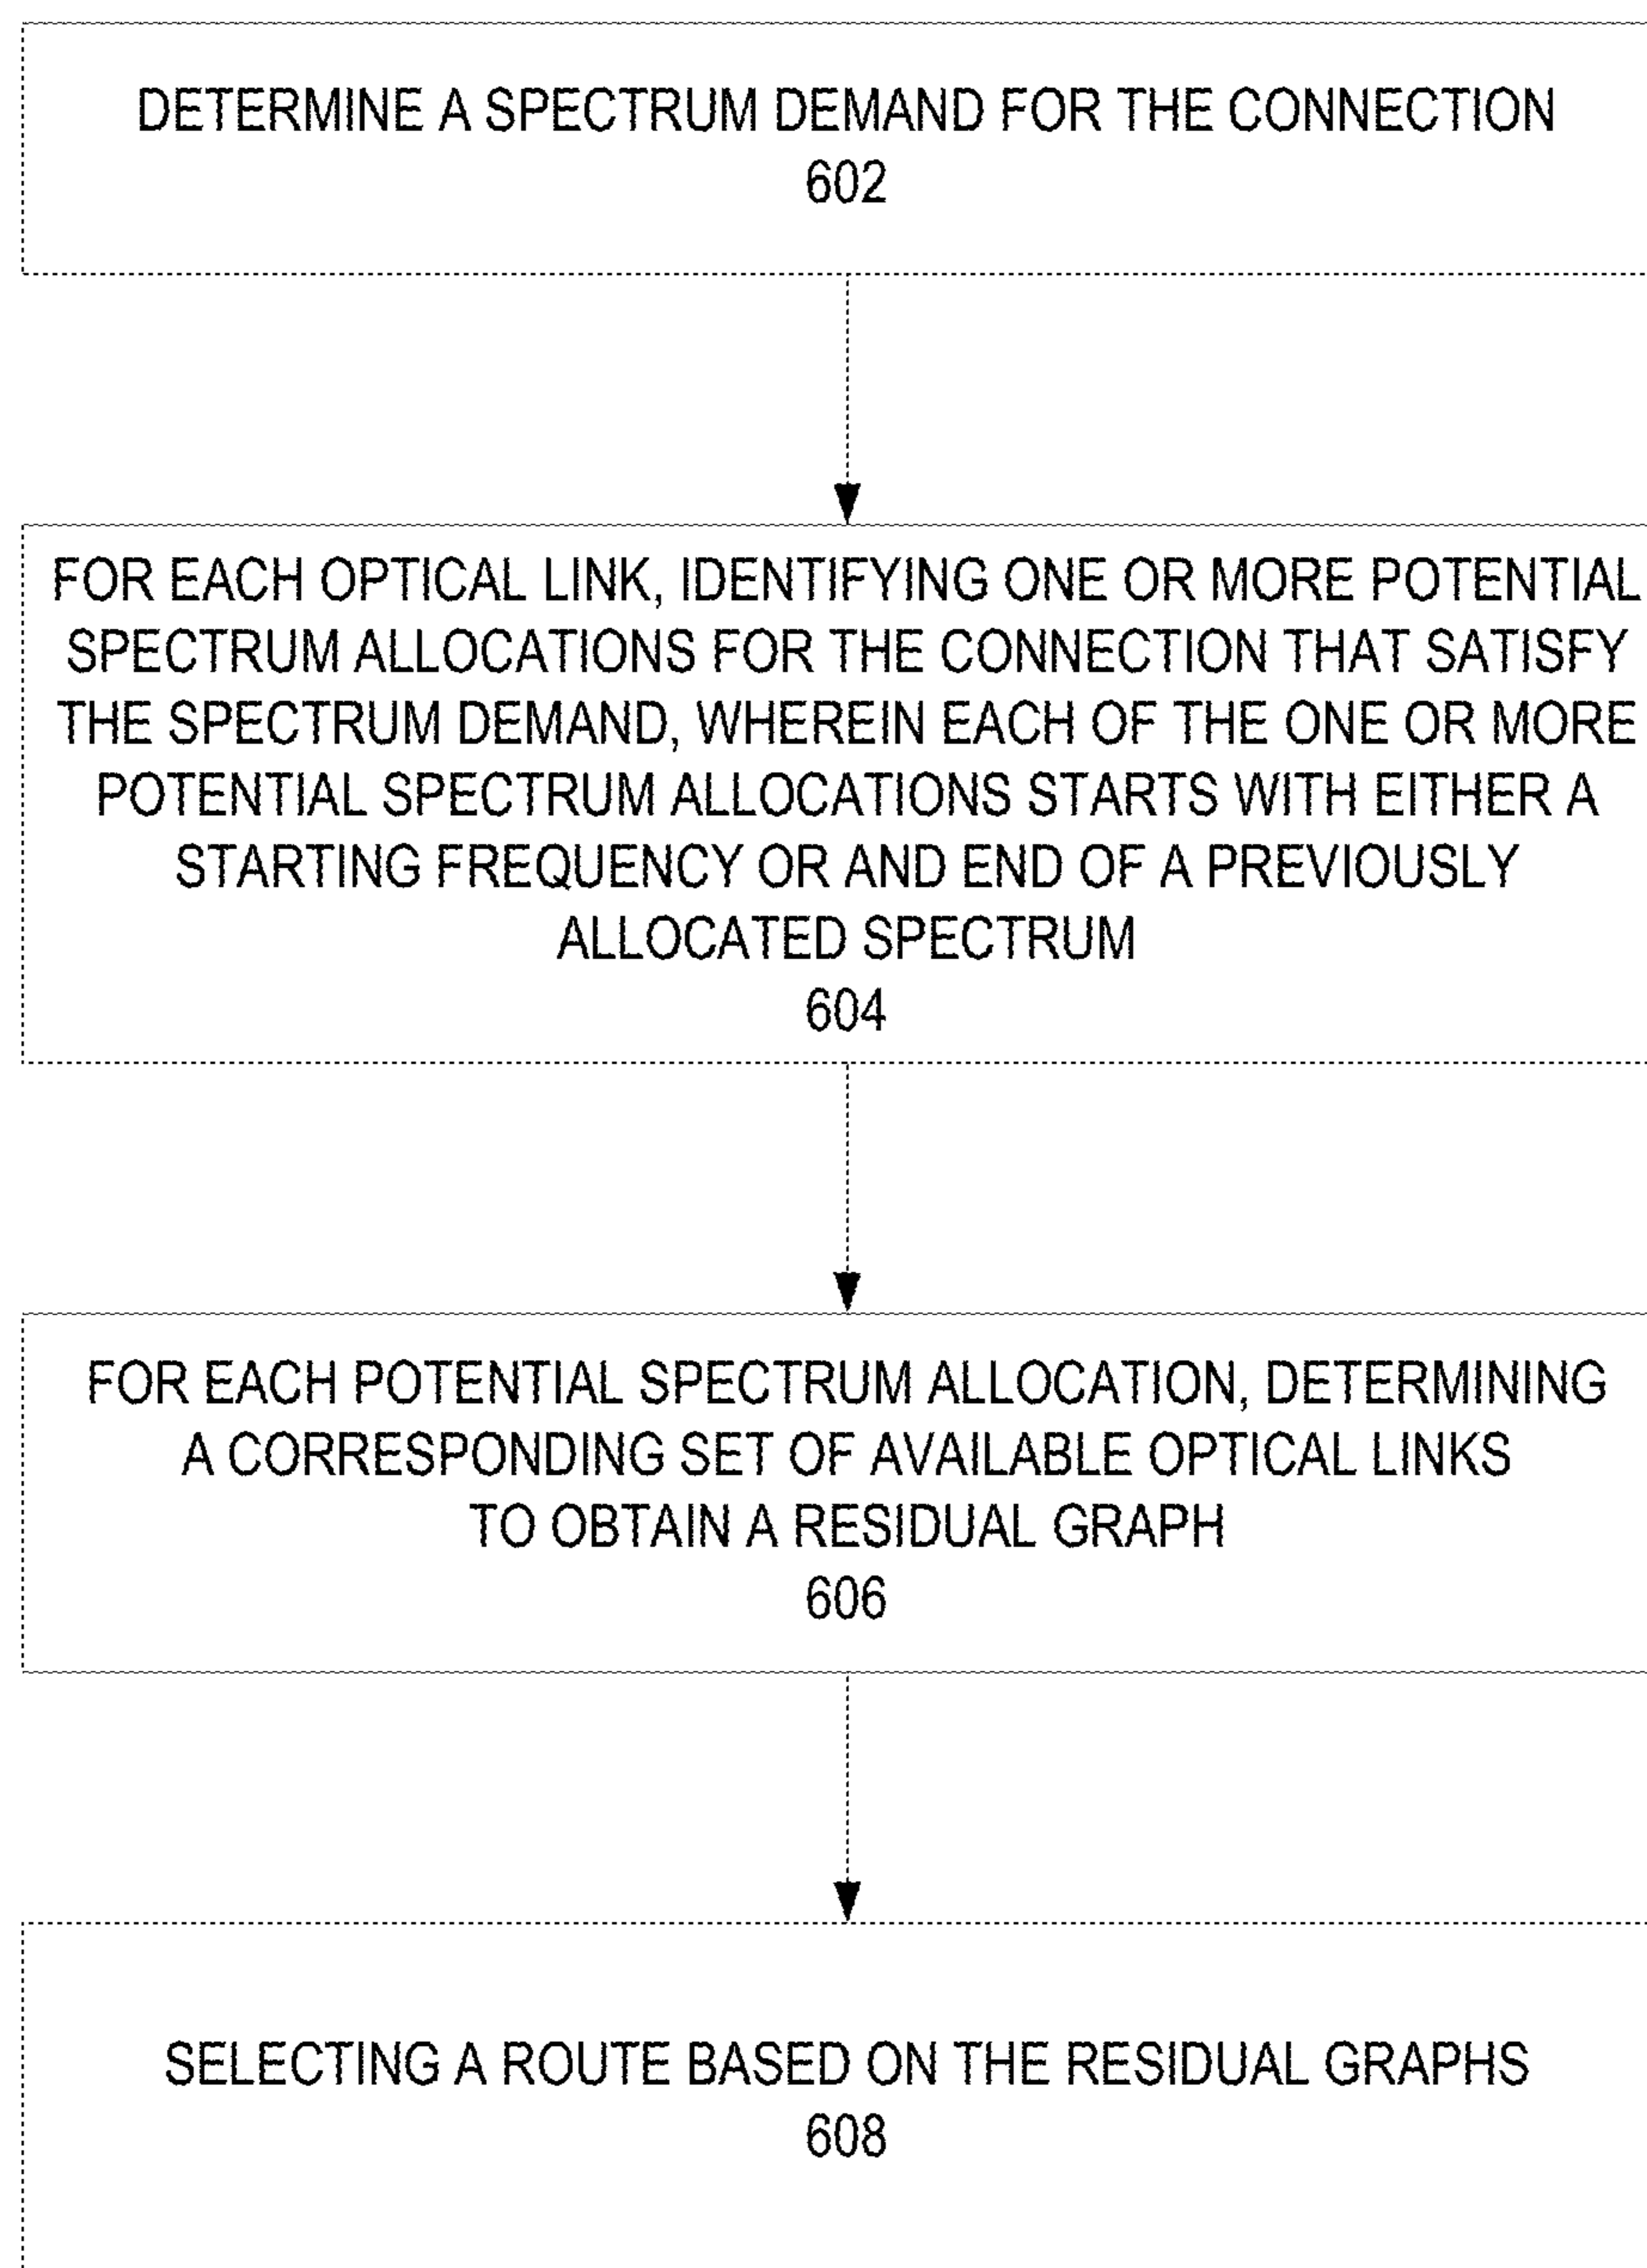 DETERMINE A SPECTRUM DEMAND FOR THE CONNECTION
602
FOR EACH OPTICAL LINK, IDENTIFYING ONE OR MORE POTENTIAL
SPECTRUM ALLOCATIONS FOR THE CONNECTION THAT SATISFY
THE SPECTRUM DEMAND, WHEREIN EACH OF THE ONE OR MORE
POTENTIAL SPECTRUM ALLOCATIONS STARTS WITH EITHER A
STARTING FREQUENCY OR AND END OF A PREVIOUSLY
ALLOCATED SPECTRUM
604
FOR EACH POTENTIAL SPECTRUM ALLOCATION, DETERMINING
A CORRESPONDING SET OF AVAILABLE OPTICAL LINKS
TO OBTAIN A RESIDUAL GRAPH
606
SELECTING A ROUTE BASED ON THE RESIDUAL GRAPHS
608